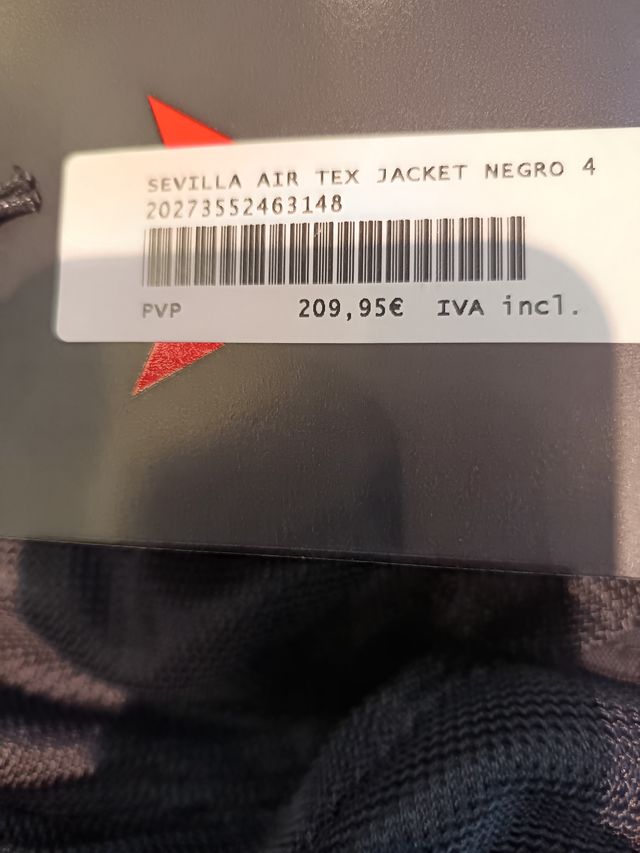 SEVILLA AIR TEX JACKET NEGRO 4
20273552463148
PVP 209,95€ IVA incl.